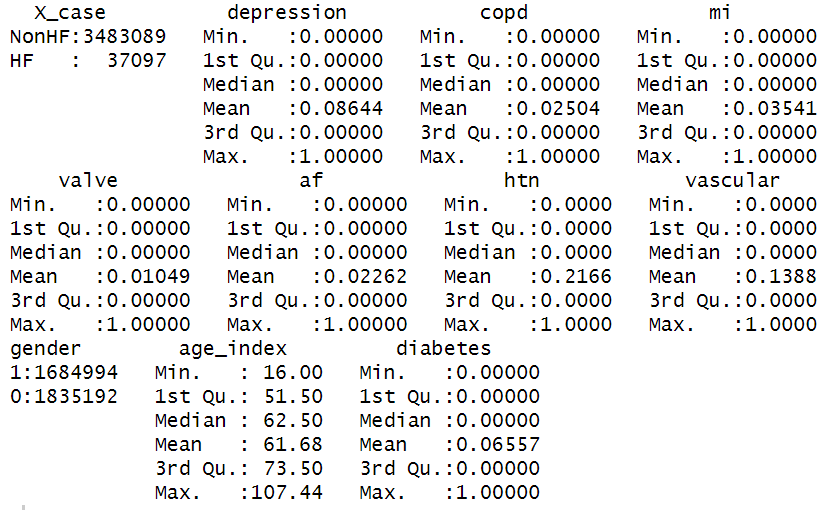 X_case depression copd mi
NonHF:3483089 Min. :0.00000 Min. :0.00000 Min. :0.00000
HF : 37097 1st Qu.:0.00000 1st Qu.:0.00000 1st Qu.:0.00000
Median :0.00000 Median :0.00000 Median :0.00000
Mean :0.08644 Mean :0.02504 Mean :0.03541
3rd Qu.:0.00000 3rd Qu.:0.00000 3rd Qu.:0.00000
Max. :1.00000 Max. :1.00000 Max. :1.00000
valve af htn vascular
Min. :0.00000 Min. :0.00000 Min. :0.0000 Min. :0.0000
1st Qu.:0.00000 1st Qu.:0.00000 1st Qu.:0.0000 1st Qu.:0.0000
Median :0.00000 Median :0.00000 Median :0.0000 Median :0.0000
Mean :0.01049 Mean :0.02262 Mean :0.2166 Mean :0.1388
3rd Qu.:0.00000 3rd Qu.:0.00000 3rd Qu.:0.0000 3rd Qu.:0.0000
Max. :1.00000 Max. :1.00000 Max. :1.0000 Max. :1.0000
gender age_index diabetes
1:1684994 Min. : 16.00 Min. :0.00000
0:1835192 1st Qu.: 51.50 1st Qu.:0.00000
Median : 62.50 Median :0.00000
Mean : 61.68 Mean :0.06557
3rd Qu.: 73.50 3rd Qu.:0.00000
Max. :107.44 Max. :1.00000